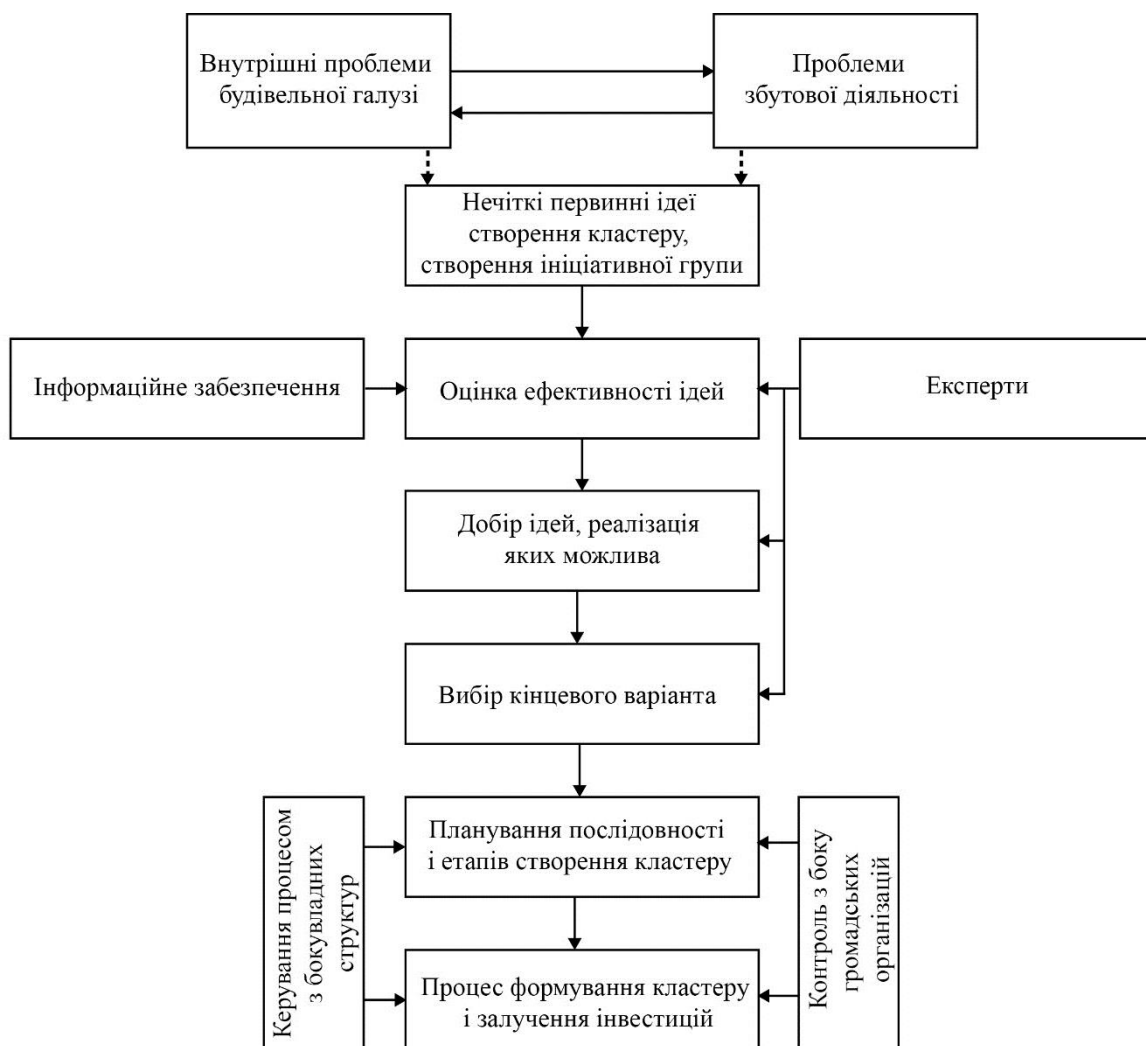 Внутрішні проблеми
будівельної галузі
Проблеми
збутової діяльності
Нечіткі первинні ідеї
створення кластеру,
створення ініціативної групи
Інформаційне забезпечення
Оцінка ефективності ідей
Експерти
Добір ідей, реалізація
яких можлива
Вибір кінцевого варіанта
Керування процесом
з бокувладних
структур
Планування послідовності
і етапів створення кластеру
Контроль з боку
громадських
організацій
Процес формування кластеру
і залучення інвестицій